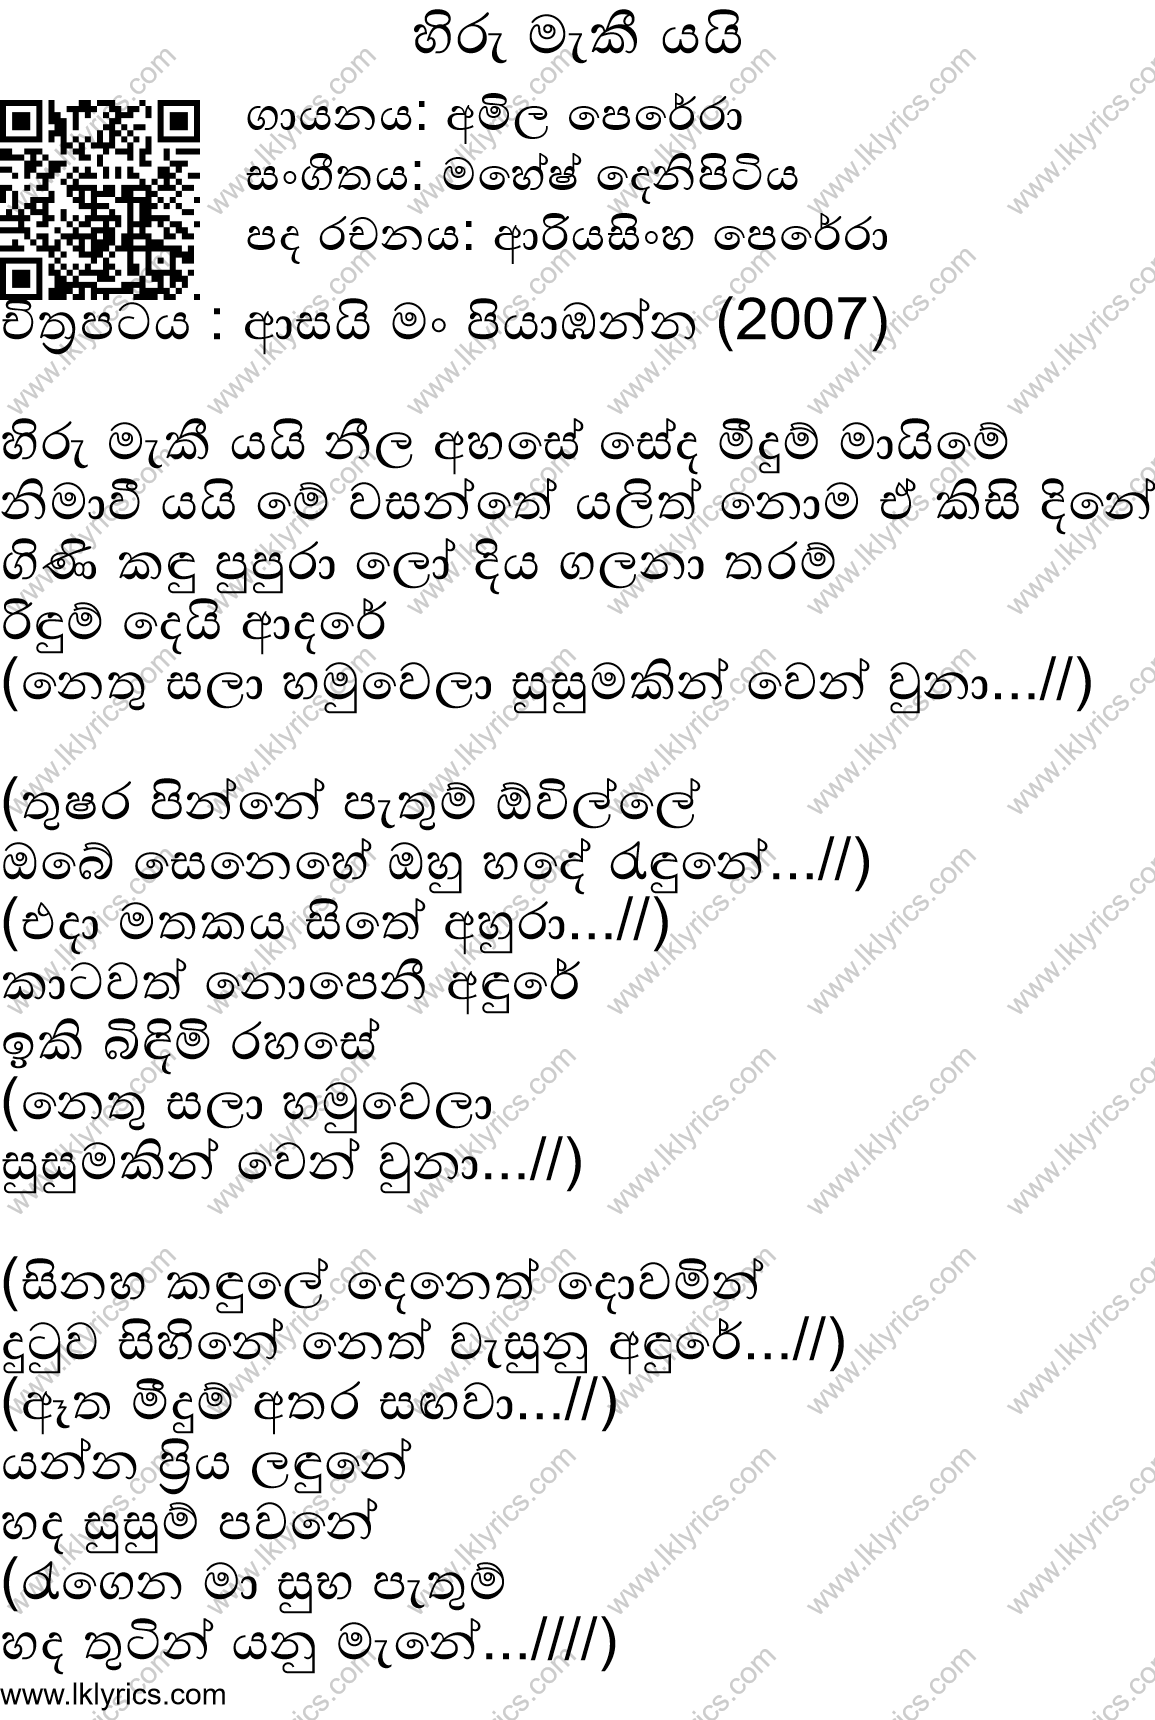 හිරු මැකී යයි
ගායනය: අමිල පෙරේරා
සංගීතය: මහේෂ් දෙනිපිටිය
පද රචනය: ආරියසිංහ පෙරේරා
චිත්‍රපටය : ආසයි මං පියාඹන්න (2007)
හිරු මැකී යයි නීල අහසේ සේද මීදුම් මායිමේ
නිමාවී යයි මේ වසන්තේ යලිත් නොම ඒ කිසි දිනේ
ගිණි කඳු පුපුරා ලෝ දිය ගලනා තරම්
රිදුම් දෙයි ආදරේ
(නෙතු සලා හමුවෙලා සුසුමකින් වෙන් වුනා...//)
(තුෂර පින්නේ පැතුම් ඕවිල්ලේ
ඔබේ සෙනෙහේ ඔහු හදේ රැඳුනේ...//)
(එදා මතකය සිතේ අහුරා...//)
කාටවත් නොපෙනී අඳුරේ
ඉකි බිඳිමි රහසේ
(නෙතු සලා හමුවෙලා
සුසුමකින් වෙන් වුනා...//)
(සිනහ කඳුලේ දෙනෙත් දොවමින්
දුටුව සිහිනේ නෙත් වැසුනු අඳුරේ...//)
(ඈත මීදුම් අතර සඟවා...//)
යන්න ප්‍රිය ලඳුනේ
හද සුසුම් පවනේ
(රැගෙන මා සුභ පැතුම්
හද තුටින් යනු මැනේ...////)
www.lklyrics.com